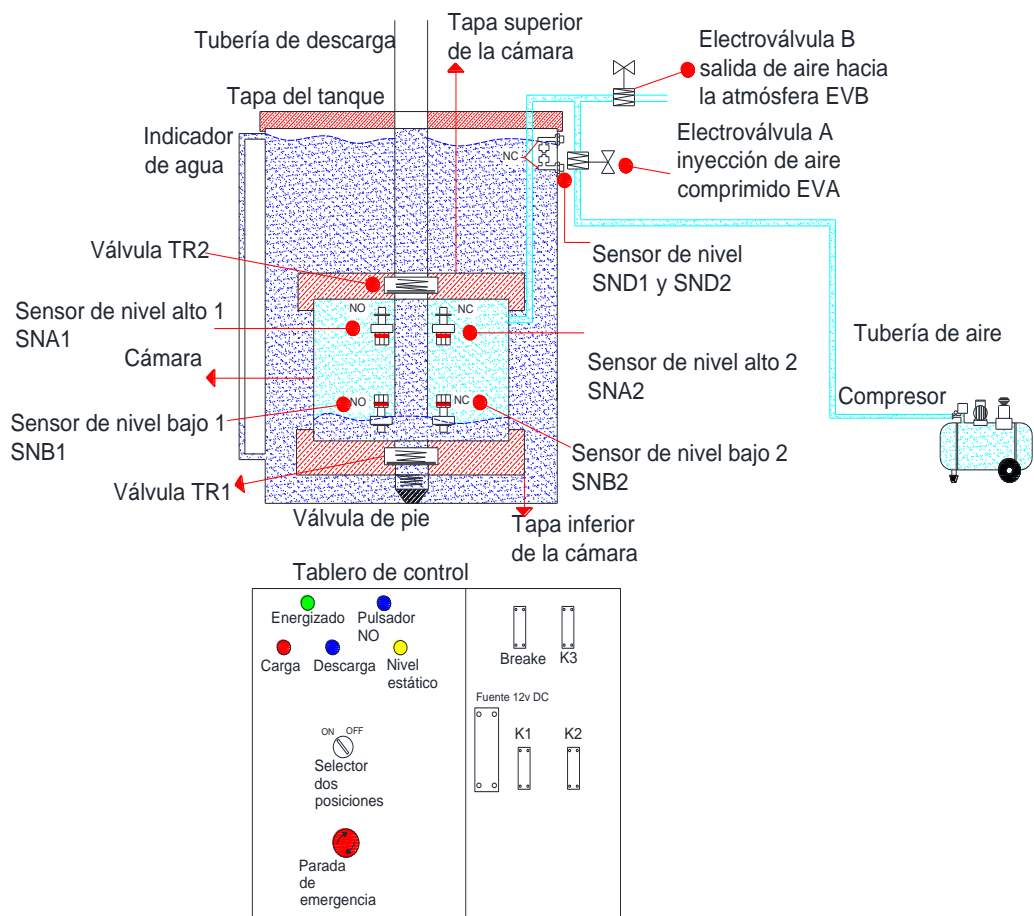 Tubería de descarga
Tapa superior
de la cámara
Electroválvula B
salida de aire hacia
la atmósfera EVB
Tapa del tanque
Indicador
de agua
NC
Electroválvula A
inyección de aire
comprimido EVA
Válvula TR2
Sensor de nivel
SND1 y SND2
Sensor de nivel alto 1
SNA1
NO
NC
Tubería de aire
Cámara
Sensor de nivel alto 2
SNA2
Compresor
NO
NC
Sensor de nivel bajo 1
SNB1
Sensor de nivel bajo 2
SNB2
Válvula TR1
Válvula de pie
Tapa inferior
de la cámara
Tablero de control
Energizado
Pulsador
NO
Carga
Descarga
Nivel
estático
Breake
K3
Fuente 12v DC
K1
K2
ON
OFF
Selector
dos
posiciones
Parada
de
emergencia